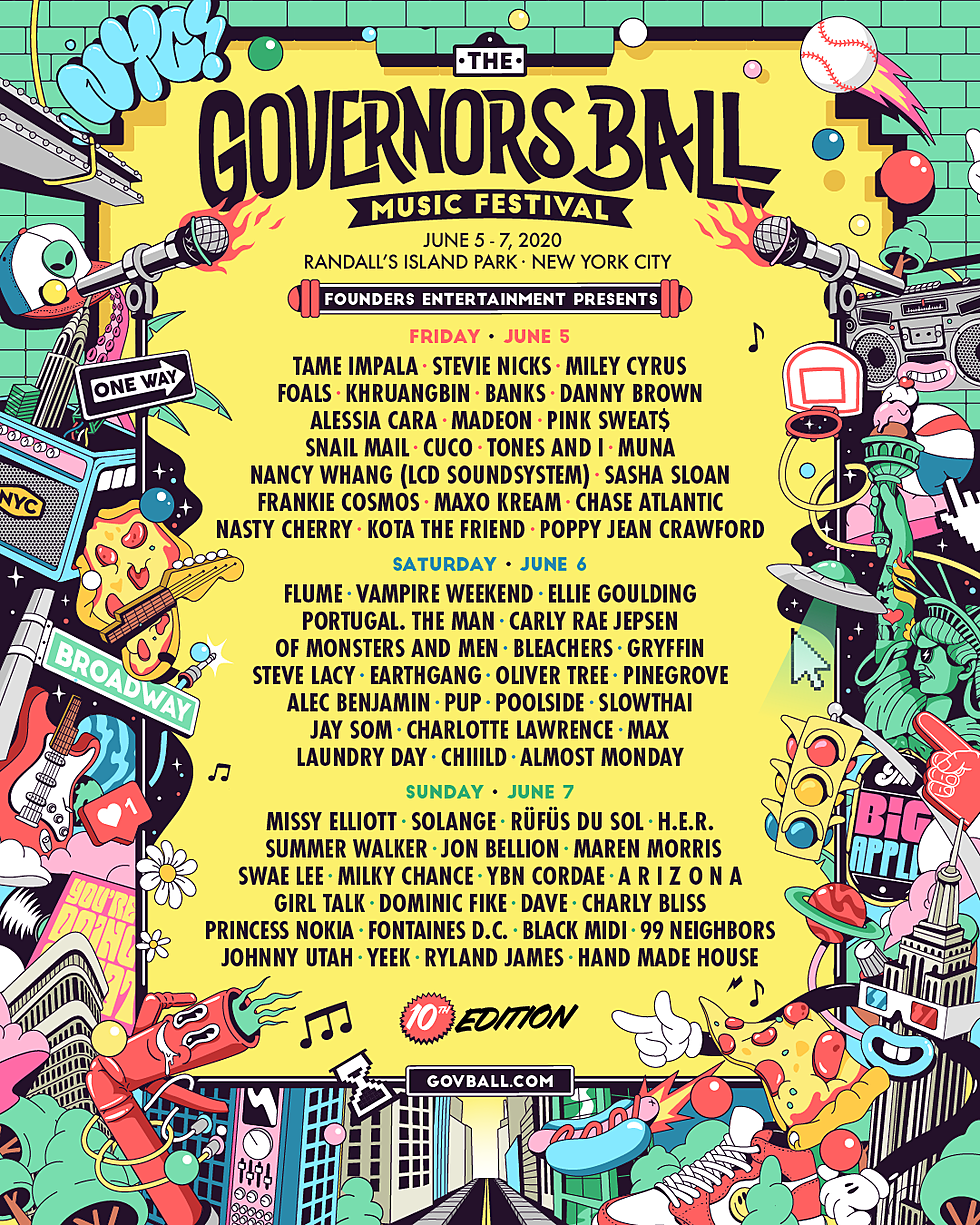 NYC!
·THE·
GOVERNORS BALL
MUSIC FESTIVAL
JUNE 5 - 7, 2020
RANDALL'S ISLAND PARK · NEW YORK CITY
FOUNDERS ENTERTAINMENT PRESENTS
FRIDAY · JUNE 5
TAME IMPALA · STEVIE NICKS · MILEY CYRUS
FOALS · KHRUANGBIN · BANKS · DANNY BROWN
ALESSIA CARA · MADEON · PINK SWEAT$
SNAIL MAIL · CUCO · TONES AND I · MUNA
NANCY WHANG (LCD SOUNDSYSTEM) · SASHA SLOAN
FRANKIE COSMOS · MAXO KREAM · CHASE ATLANTIC
NASTY CHERRY · KOTA THE FRIEND · POPPY JEAN CRAWFORD
SATURDAY · JUNE 6
FLUME · VAMPIRE WEEKEND · ELLIE GOULDING
PORTUGAL. THE MAN · CARLY RAE JEPSEN
OF MONSTERS AND MEN · BLEACHERS · GRYFFIN
STEVE LACY · EARTHGANG · OLIVER TREE · PINEGROVE
ALEC BENJAMIN · PUP · POOLSIDE · SLOWTHAI
JAY SOM · CHARLOTTE LAWRENCE · MAX
LAUNDRY DAY · CHIIILD · ALMOST MONDAY
SUNDAY · JUNE 7
MISSY ELLIOTT · SOLANGE · RÜFÜS DU SOL · H.E.R.
SUMMER WALKER · JON BELLION · MAREN MORRIS
SWAE LEE · MILKY CHANCE · YBN CORDAE · A R I Z O N A
GIRL TALK · DOMINIC FIKE · DAVE · CHARLY BLISS
PRINCESS NOKIA · FONTAINES D.C. · BLACK MIDI · 99 NEIGHBORS
JOHNNY UTAH · YEEK · RYLAND JAMES · HAND MADE HOUSE
10TH EDITION
GOVBALL.COM
ONE WAY
NYC
BROADWAY
1
YOU'RE
DOING
BIG
APPL
NY